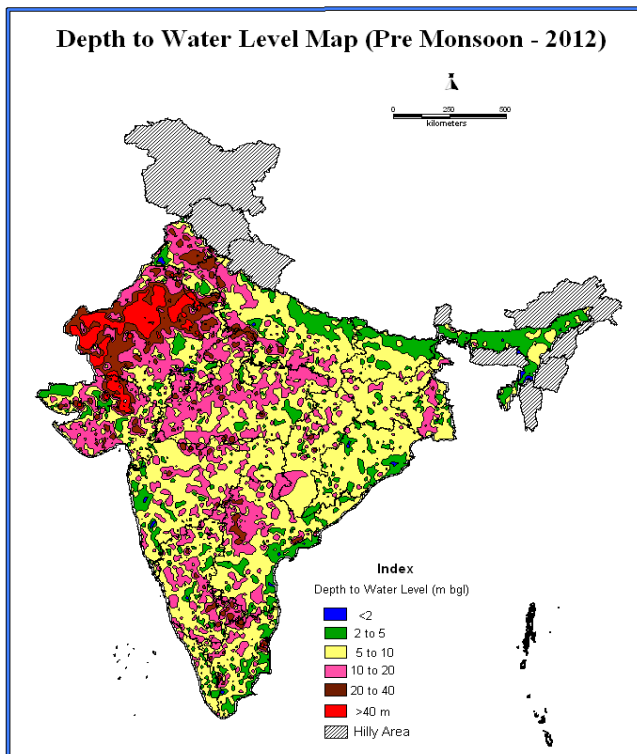 Depth to Water Level Map (Pre Monsoon - 2012)
N
0 250 500
kilometers
Index
Depth to Water Level (m bgl)
<2
2 to 5
5 to 10
10 to 20
20 to 40
>40 m
Hilly Area